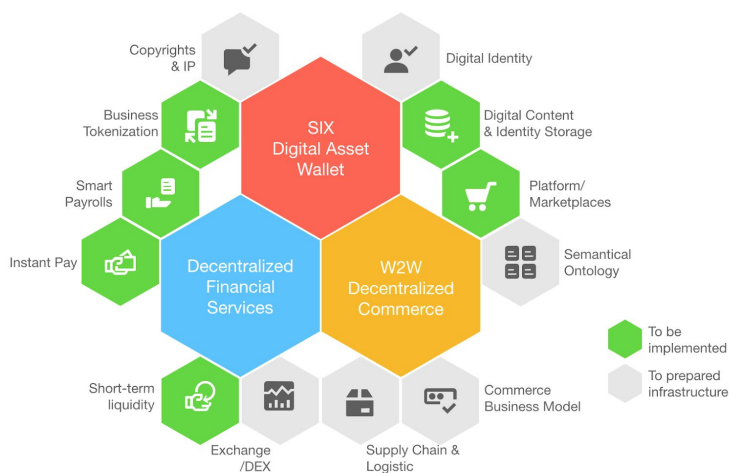 Copyrights
& IP
Digital Identity
Business
Tokenization
SIX
Digital Asset
Wallet
Digital Content
& Identity Storage
Smart
Payrolls
Platform/
Marketplaces
Instant Pay
Decentralized
Financial
Services
W2W
Decentralized
Commerce
Semantical
Ontology
To be
implemented
To prepared
infrastructure
Short-term
liquidity
Commerce
Business Model
Exchange
/DEX
Supply Chain &
Logistic